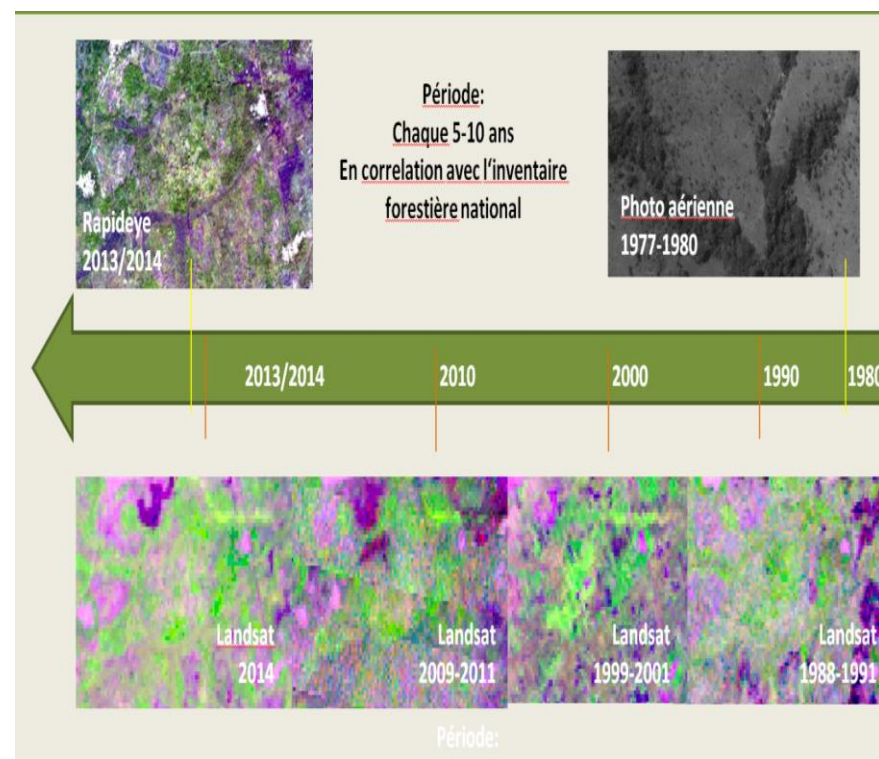 Période:
Chaque 5-10 ans
En correlation avec l'inventaire
forestière national
Rapideye
2013/2014
Photo aérienne
1977-1980
2013/2014
2010
2000
1990
1980
Landsat
2014
Landsat
2009-2011
Landsat
1999-2001
Landsat
1988-1991
Période: